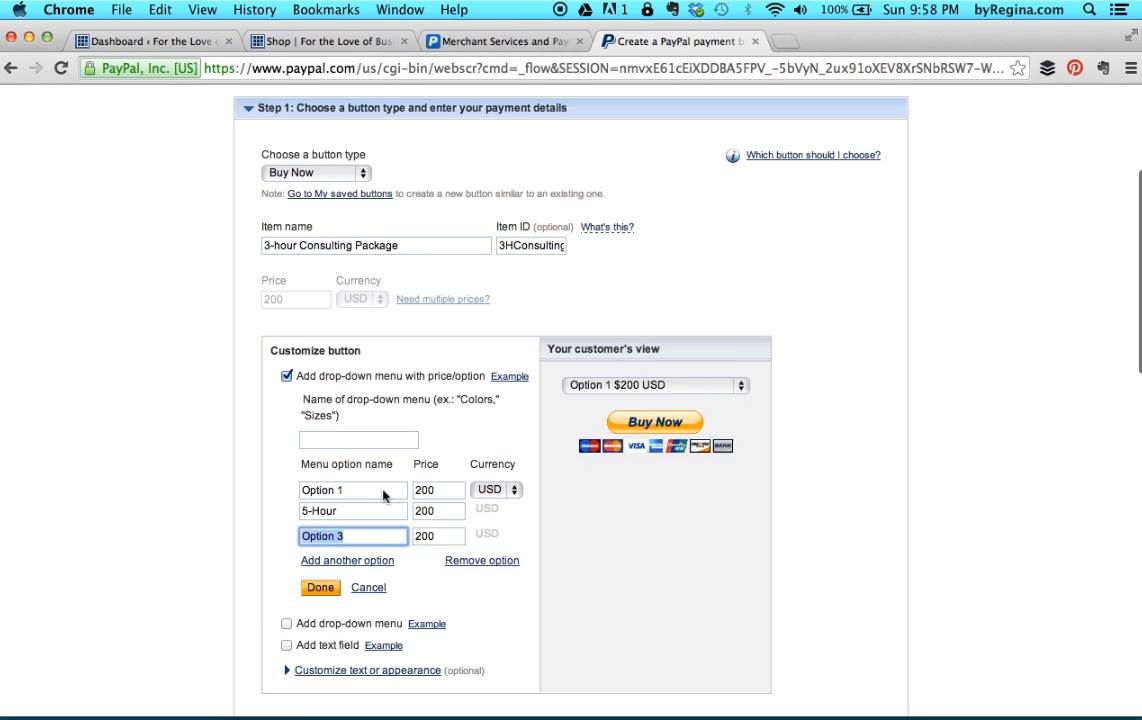 Chrome File Edit View History Bookmarks Window Help 1 100% Sun 9:58 PM byRegina.com
Dashboard ‹ For the Love o × Shop | For the Love of Bus × Merchant Services and Pay × Create a PayPal payment b ×
PayPal, Inc. [US] https://www.paypal.com/us/cgi-bin/webscr?cmd=_flow&SESSION=nmvxE61cEiXDDBA5FPV_-5bVyN_2ux91oXEV8XrSNbRSW7-W...
Step 1: Choose a button type and enter your payment details
Choose a button type
Which button should I choose?
Buy Now
Note: Go to My saved buttons to create a new button similar to an existing one.
Item name Item ID (optional) What's this?
3-hour Consulting Package 3HConsulting
Price Currency
200 USD Need multiple prices?
Customize button
Your customer's view
Add drop-down menu with price/option Example
Option 1 $200 USD
Name of drop-down menu (ex.: "Colors,"
"Sizes")
Buy Now
VISA BANK
Menu option name Price Currency
Option 1 200 USD
5-Hour 200 USD
Option 3 200 USD
Add another option Remove option
Done Cancel
Add drop-down menu Example
Add text field Example
Customize text or appearance (optional)